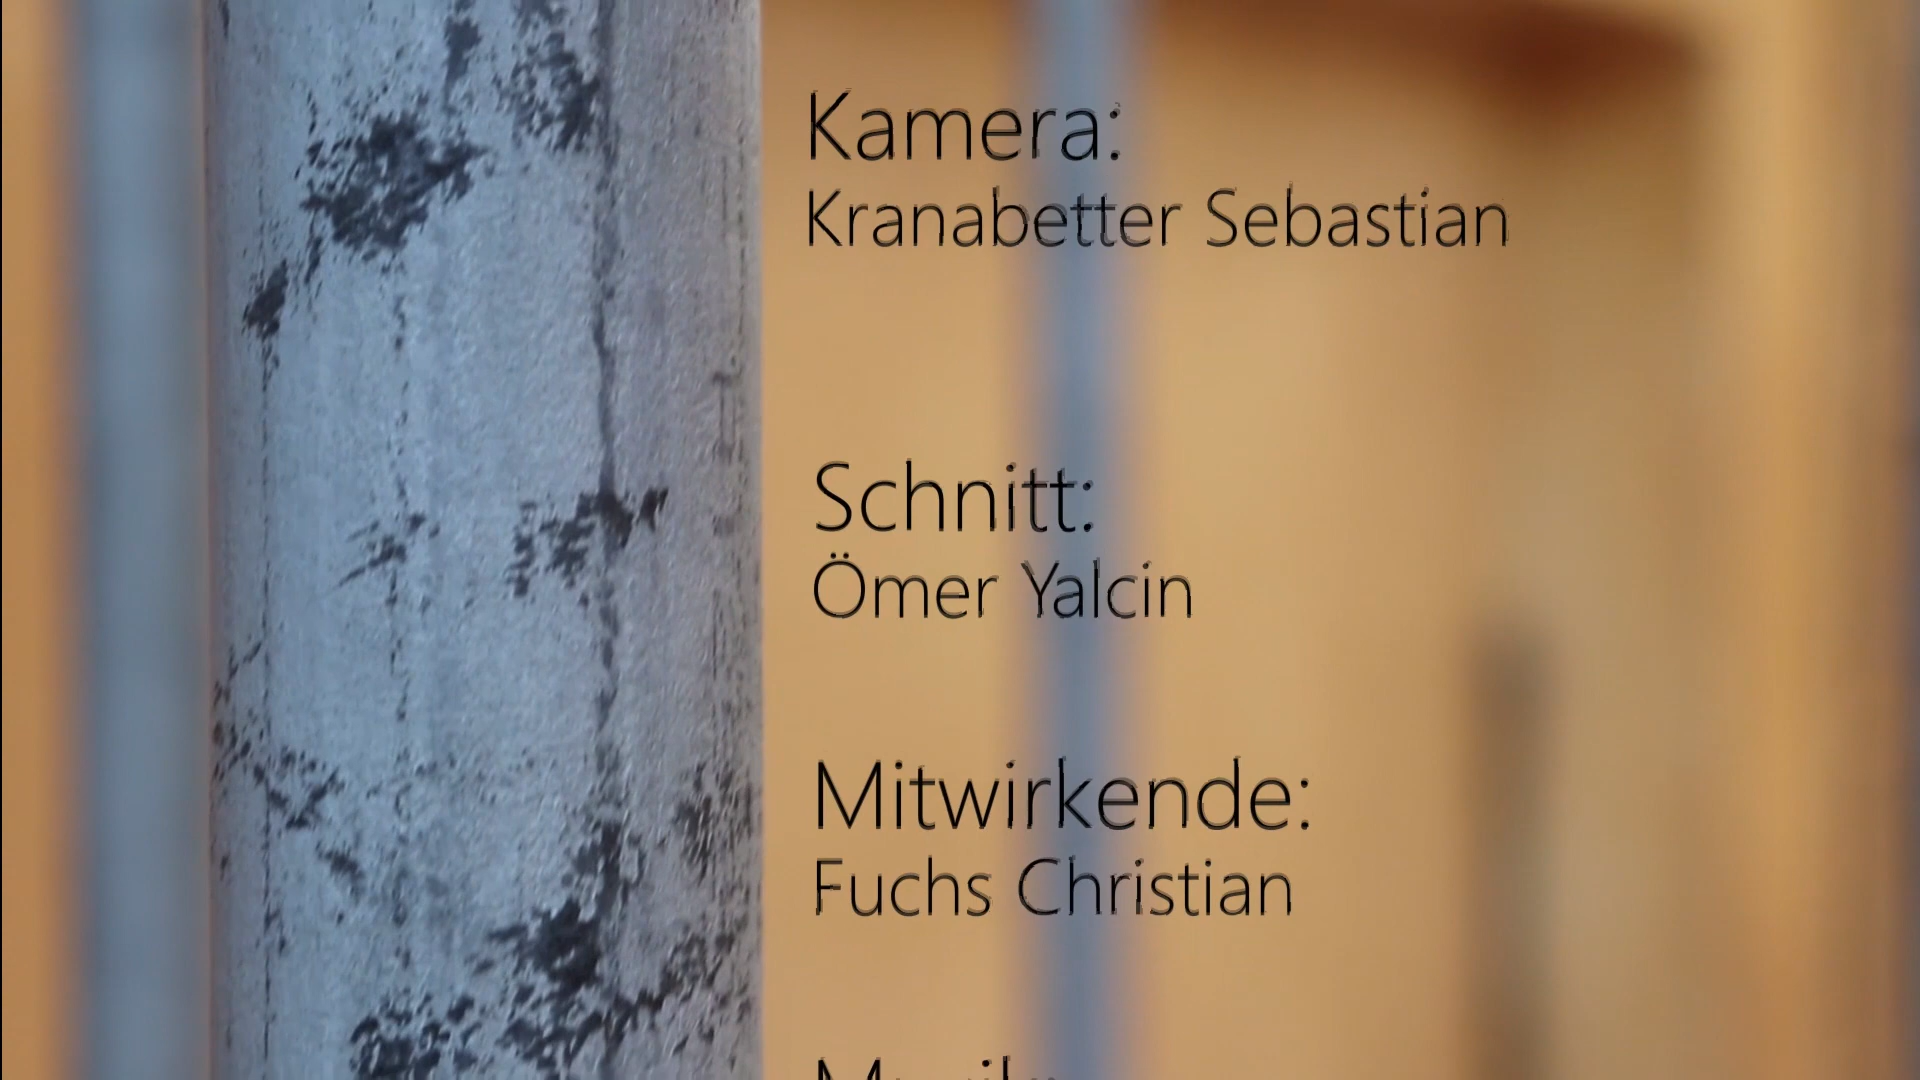 Kamera:
Kranabetter Sebastian
Schnitt:
Ömer Yalcin
Mitwirkende:
Fuchs Christian